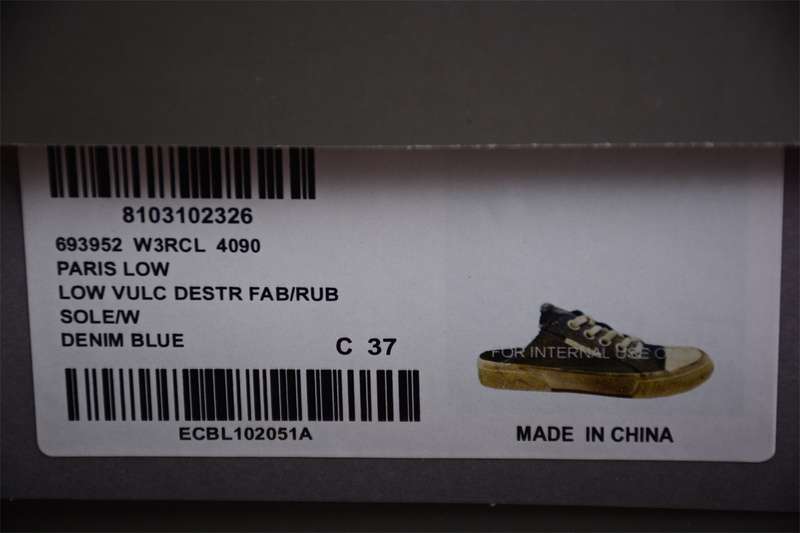 8103102326
693952 W3RCL 4090
PARIS LOW
LOW VULC DESTR FAB/RUB
SOLE/W
DENIM BLUE
C 37
FOR INTERNAL USE O
ECBL102051A
MADE IN CHINA